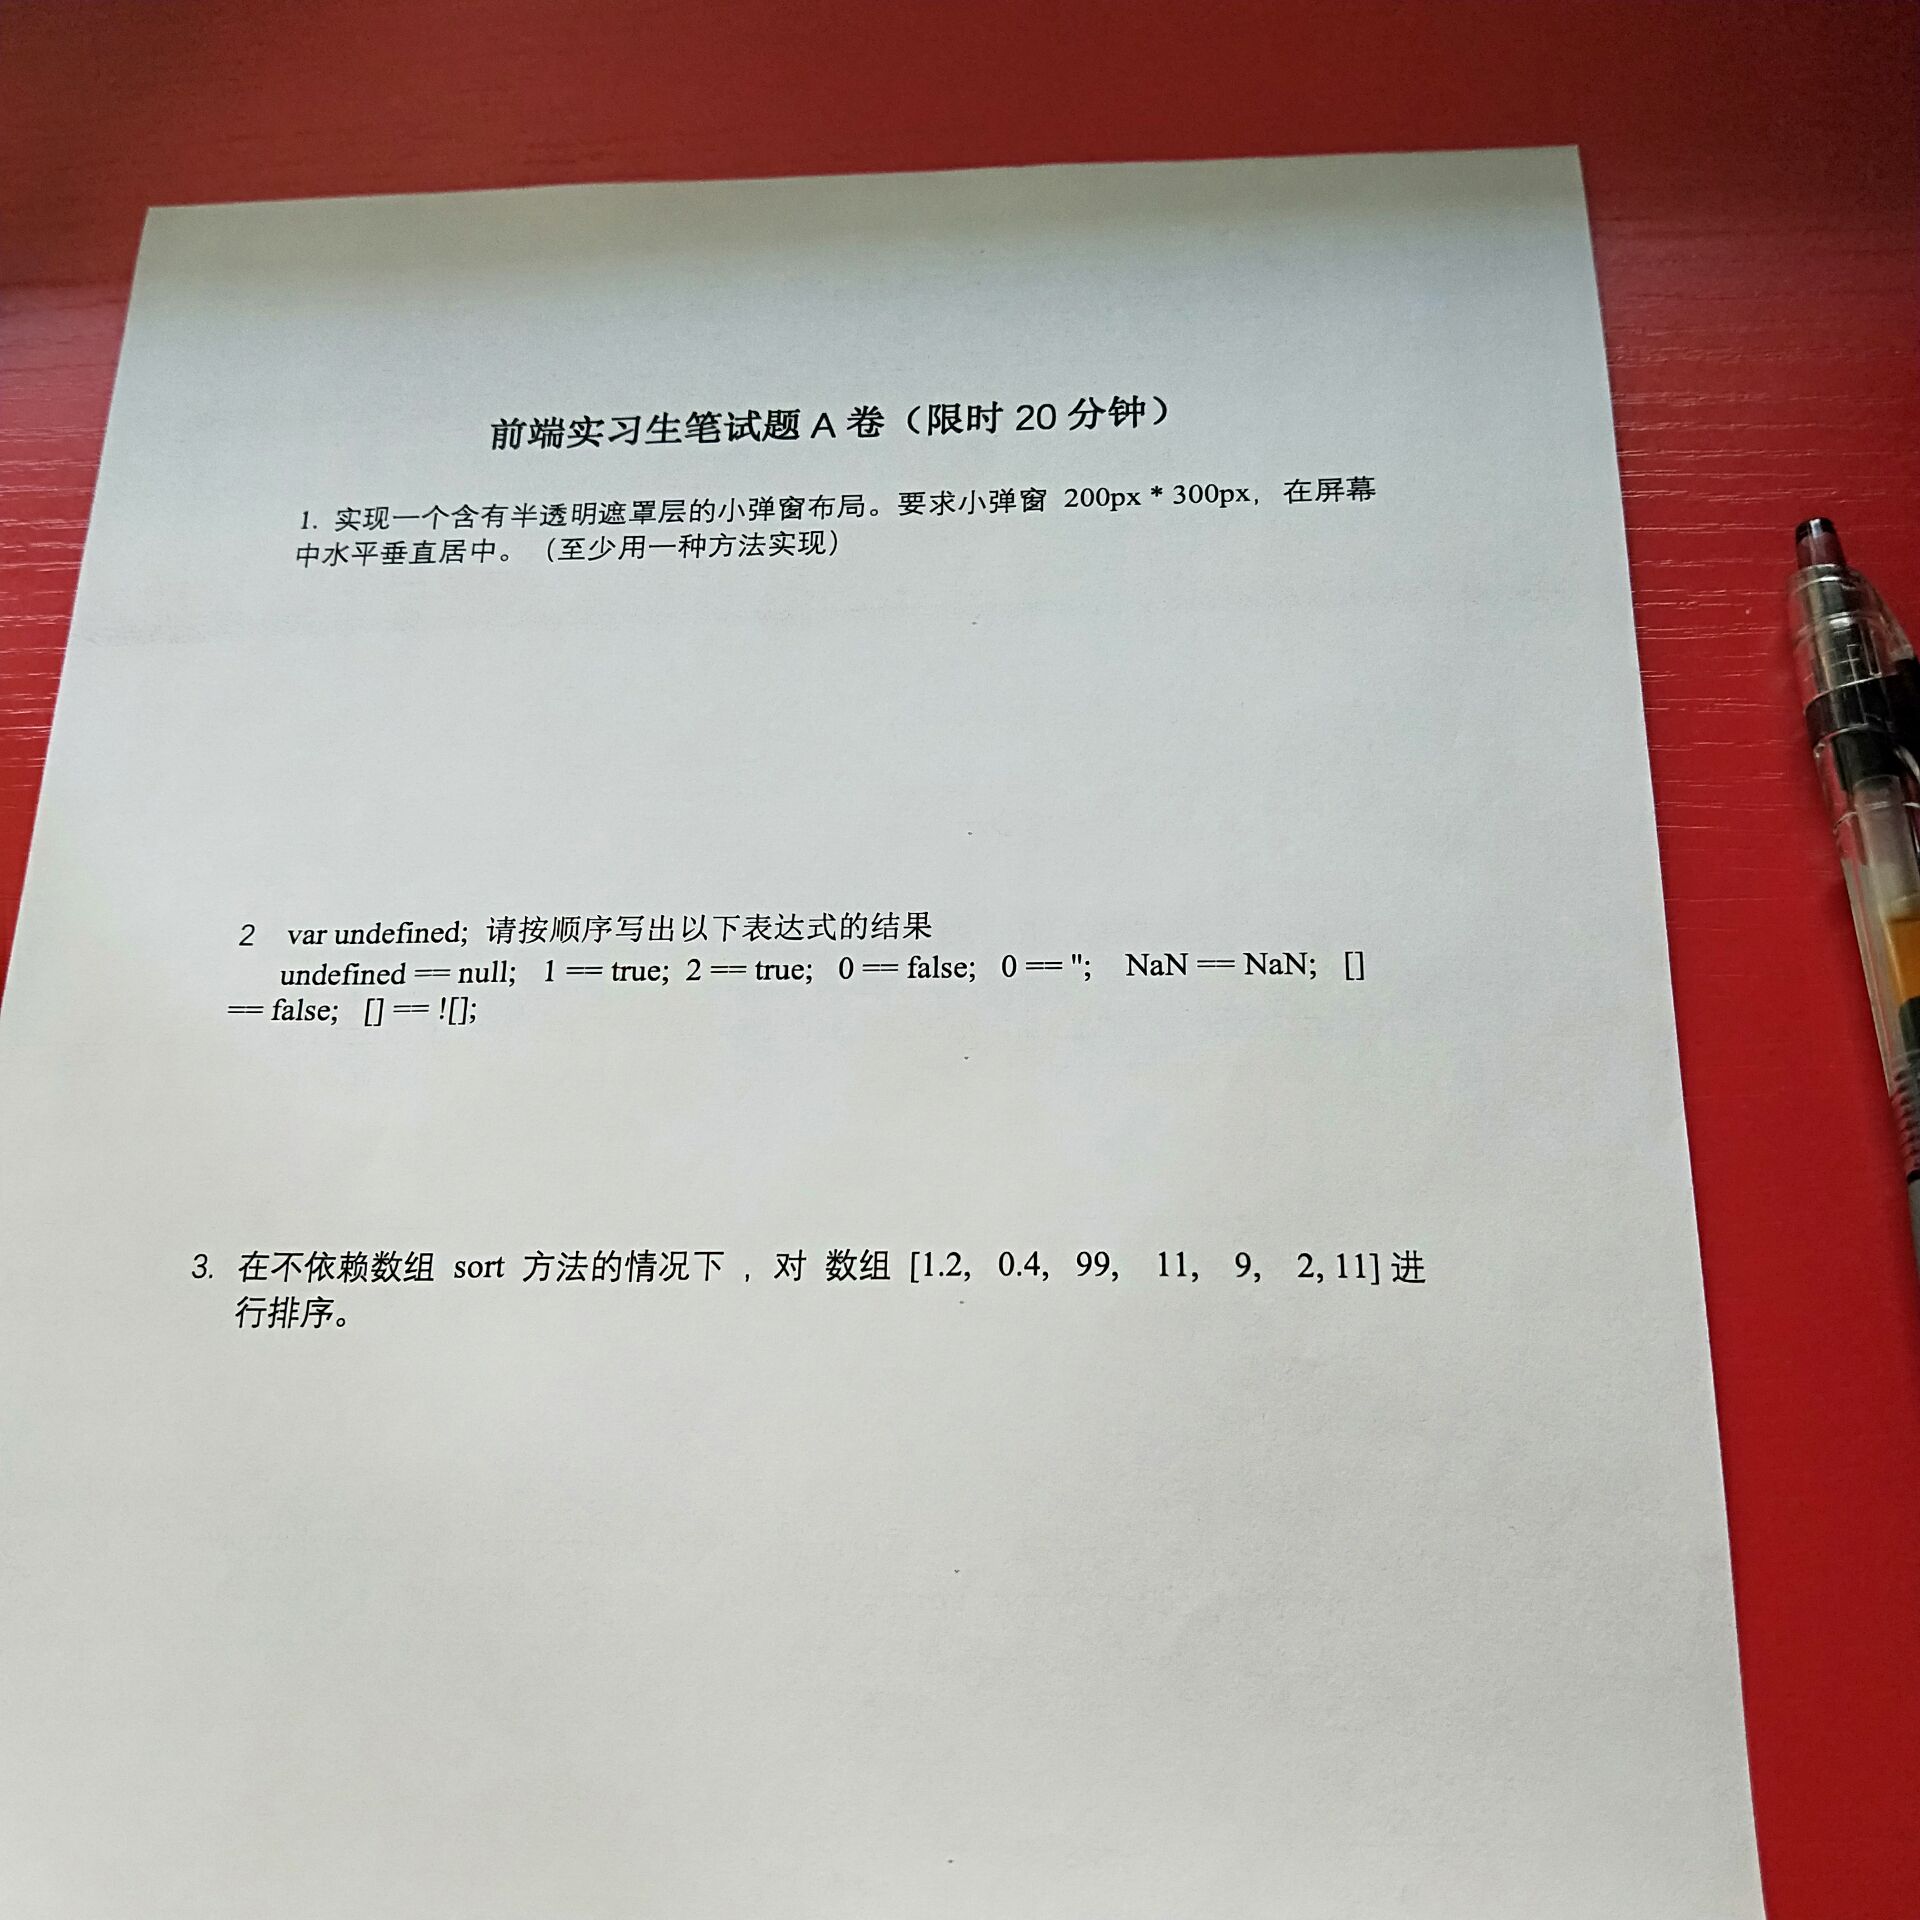 前端实习生笔试题 A 卷（限时 20 分钟）
1. 实现一个含有半透明遮罩层的小弹窗布局。要求小弹窗 200px * 300px，在屏幕
中水平垂直居中。（至少用一种方法实现）
2 var undefined; 请按顺序写出以下表达式的结果
undefined == null; 1 == true; 2 == true; 0 == false; 0 == ''; NaN == NaN; []
== false; [] == ![];
3. 在不依赖数组 sort 方法的情况下，对 数组 [1.2, 0.4, 99, 11, 9, 2, 11] 进
行排序。